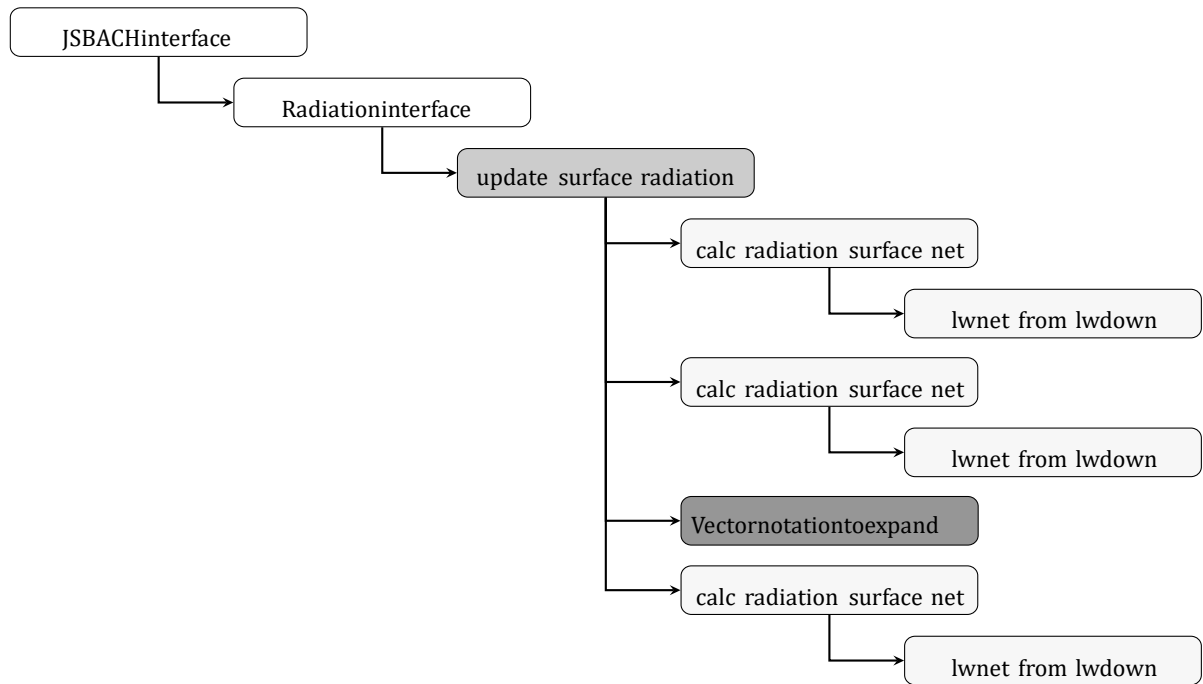 JSBACHinterface
Radiationinterface
update surface radiation
calc radiation surface net
lwnet from lwdown
calc radiation surface net
lwnet from lwdown
Vectornotationtoexpand
calc radiation surface net
lwnet from lwdown